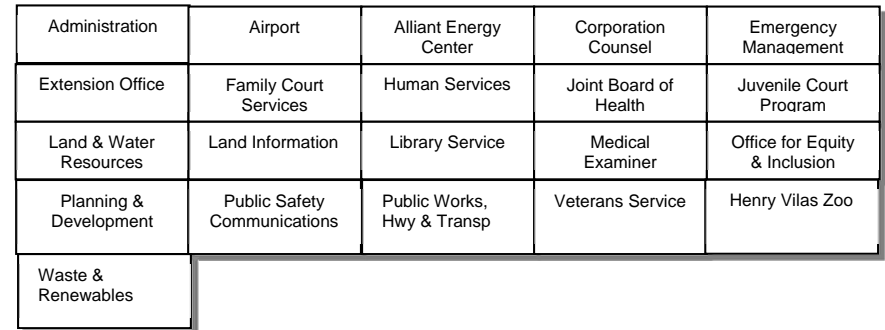 Administration
Airport
Alliant Energy
Center
Corporation
Counsel
Emergency
Management
Extension Office
Family Court
Services
Human Services
Joint Board of
Health
Juvenile Court
Program
Land & Water
Resources
Land Information
Library Service
Medical
Examiner
Office for Equity
& Inclusion
Planning &
Development
Public Safety
Communications
Public Works,
Hwy & Transp
Veterans Service
Henry Vilas Zoo
Waste &
Renewables